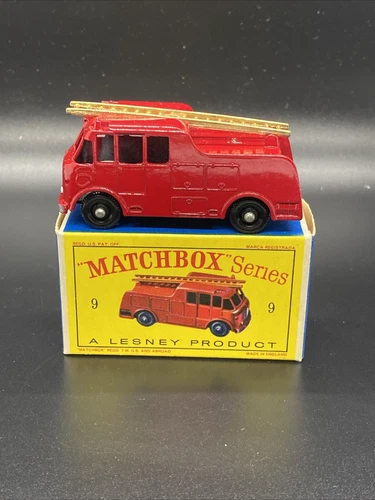 REGD. U.S. PAT. OFF.
MARCA REGISTRADA
"MATCHBOX" Series
9
9
A LESNEY PRODUCT
"MATCHBOX" REGD. T.M. U.S. AND ABROAD
MADE IN ENGLAND